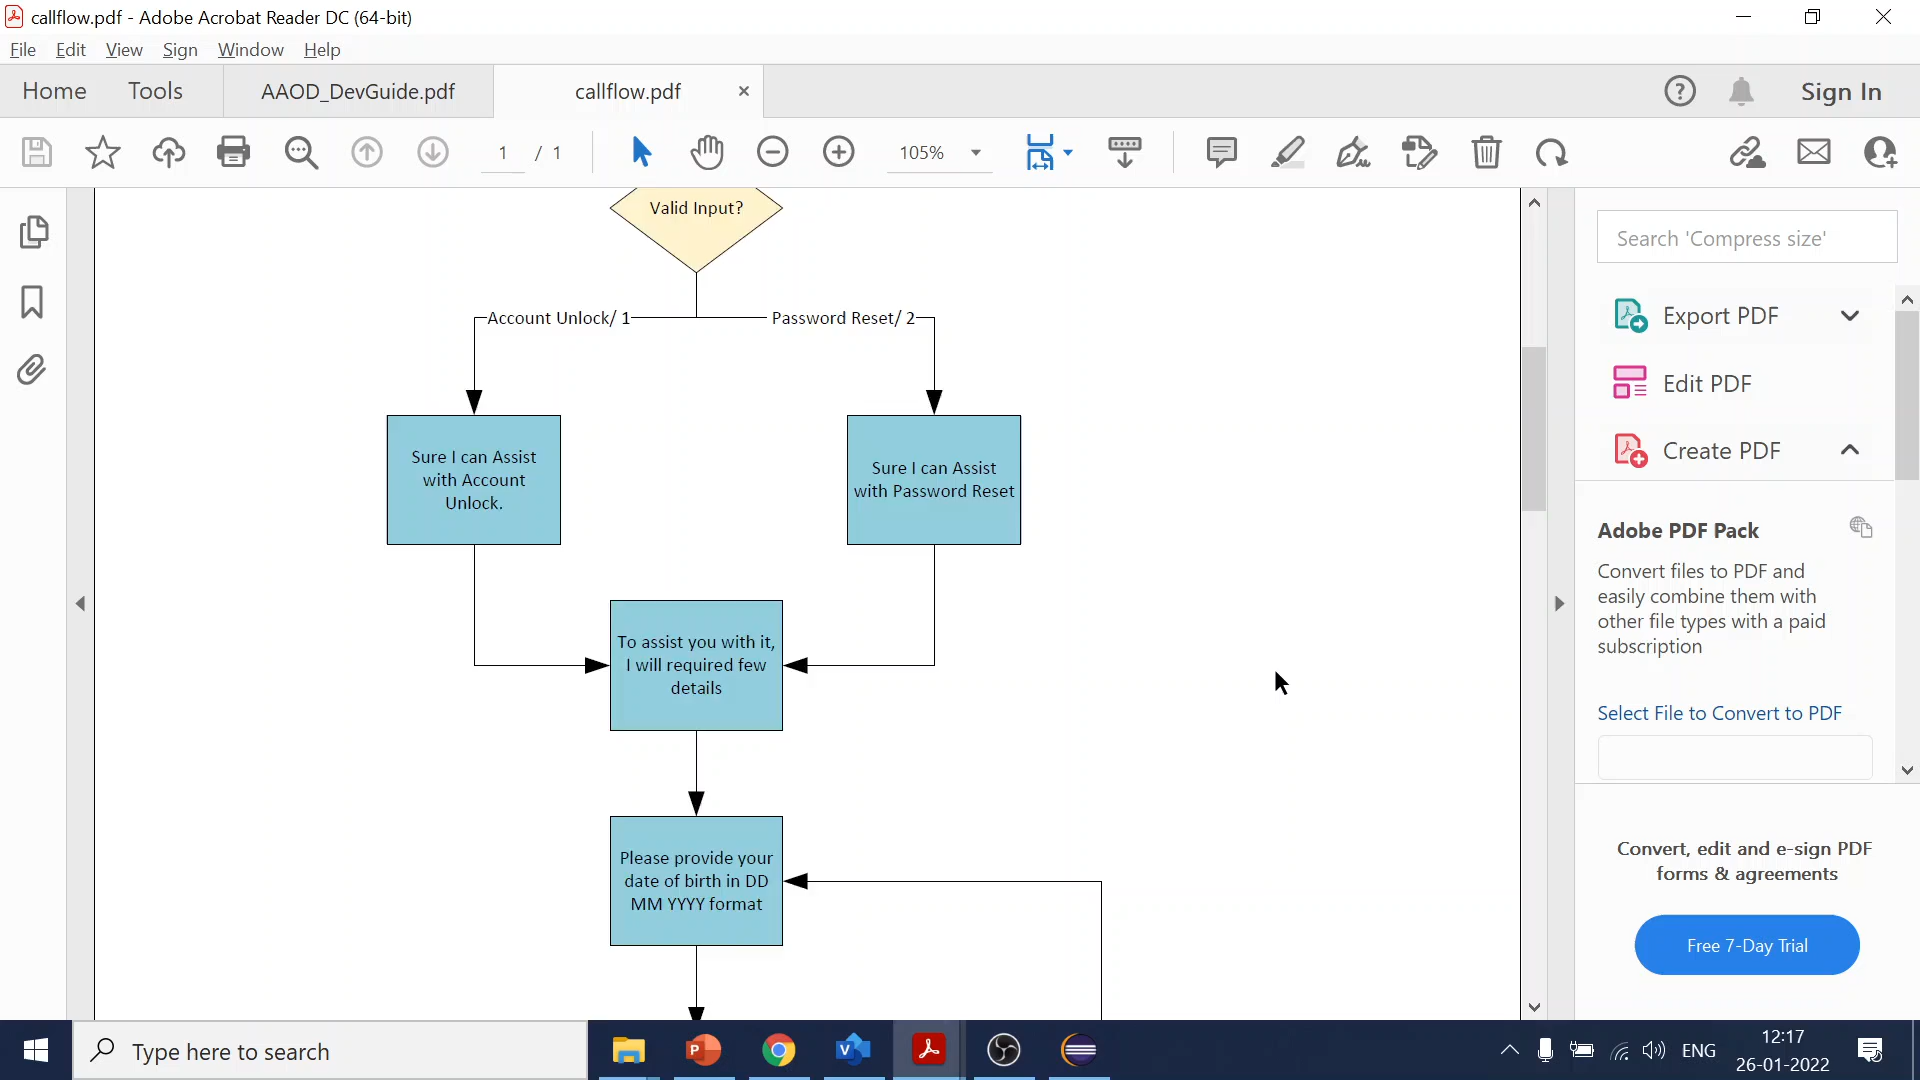 callflow.pdf - Adobe Acrobat Reader DC (64-bit)
File Edit View Sign Window Help
Home Tools AAOD_DevGuide.pdf callflow.pdf × ? Sign In
1 / 1 105%
Valid Input?
Account Unlock/ 1 Password Reset/ 2
Sure I can Assist
with Account
Unlock.
Sure I can Assist
with Password Reset
To assist you with it,
I will required few
details
Please provide your
date of birth in DD
MM YYYY format
Search 'Compress size'
Export PDF
Edit PDF
Create PDF
Adobe PDF Pack
Convert files to PDF and
easily combine them with
other file types with a paid
subscription
Select File to Convert to PDF
Convert, edit and e-sign PDF
forms & agreements
Free 7-Day Trial
Type here to search
P
V
ENG
12:17
26-01-2022